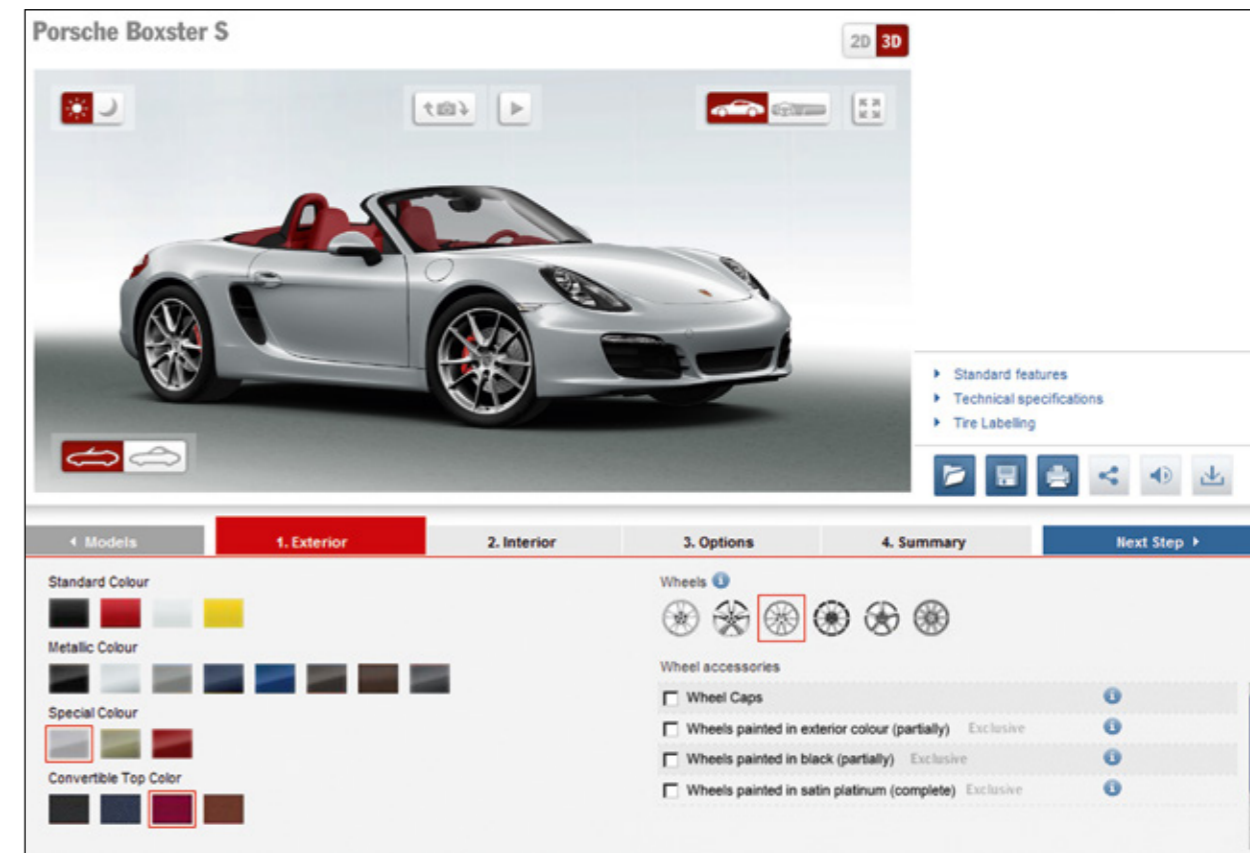 Porsche Boxster S
2D 3D
Standard features
Technical specifications
Tire Labelling
Models
1. Exterior
2. Interior
3. Options
4. Summary
Next Step
Standard Colour
Metallic Colour
Special Colour
Convertible Top Color
Wheels
Wheel accessories
Wheel Caps
Wheels painted in exterior colour (partially) Exclusive
Wheels painted in black (partially) Exclusive
Wheels painted in satin platinum (complete) Exclusive